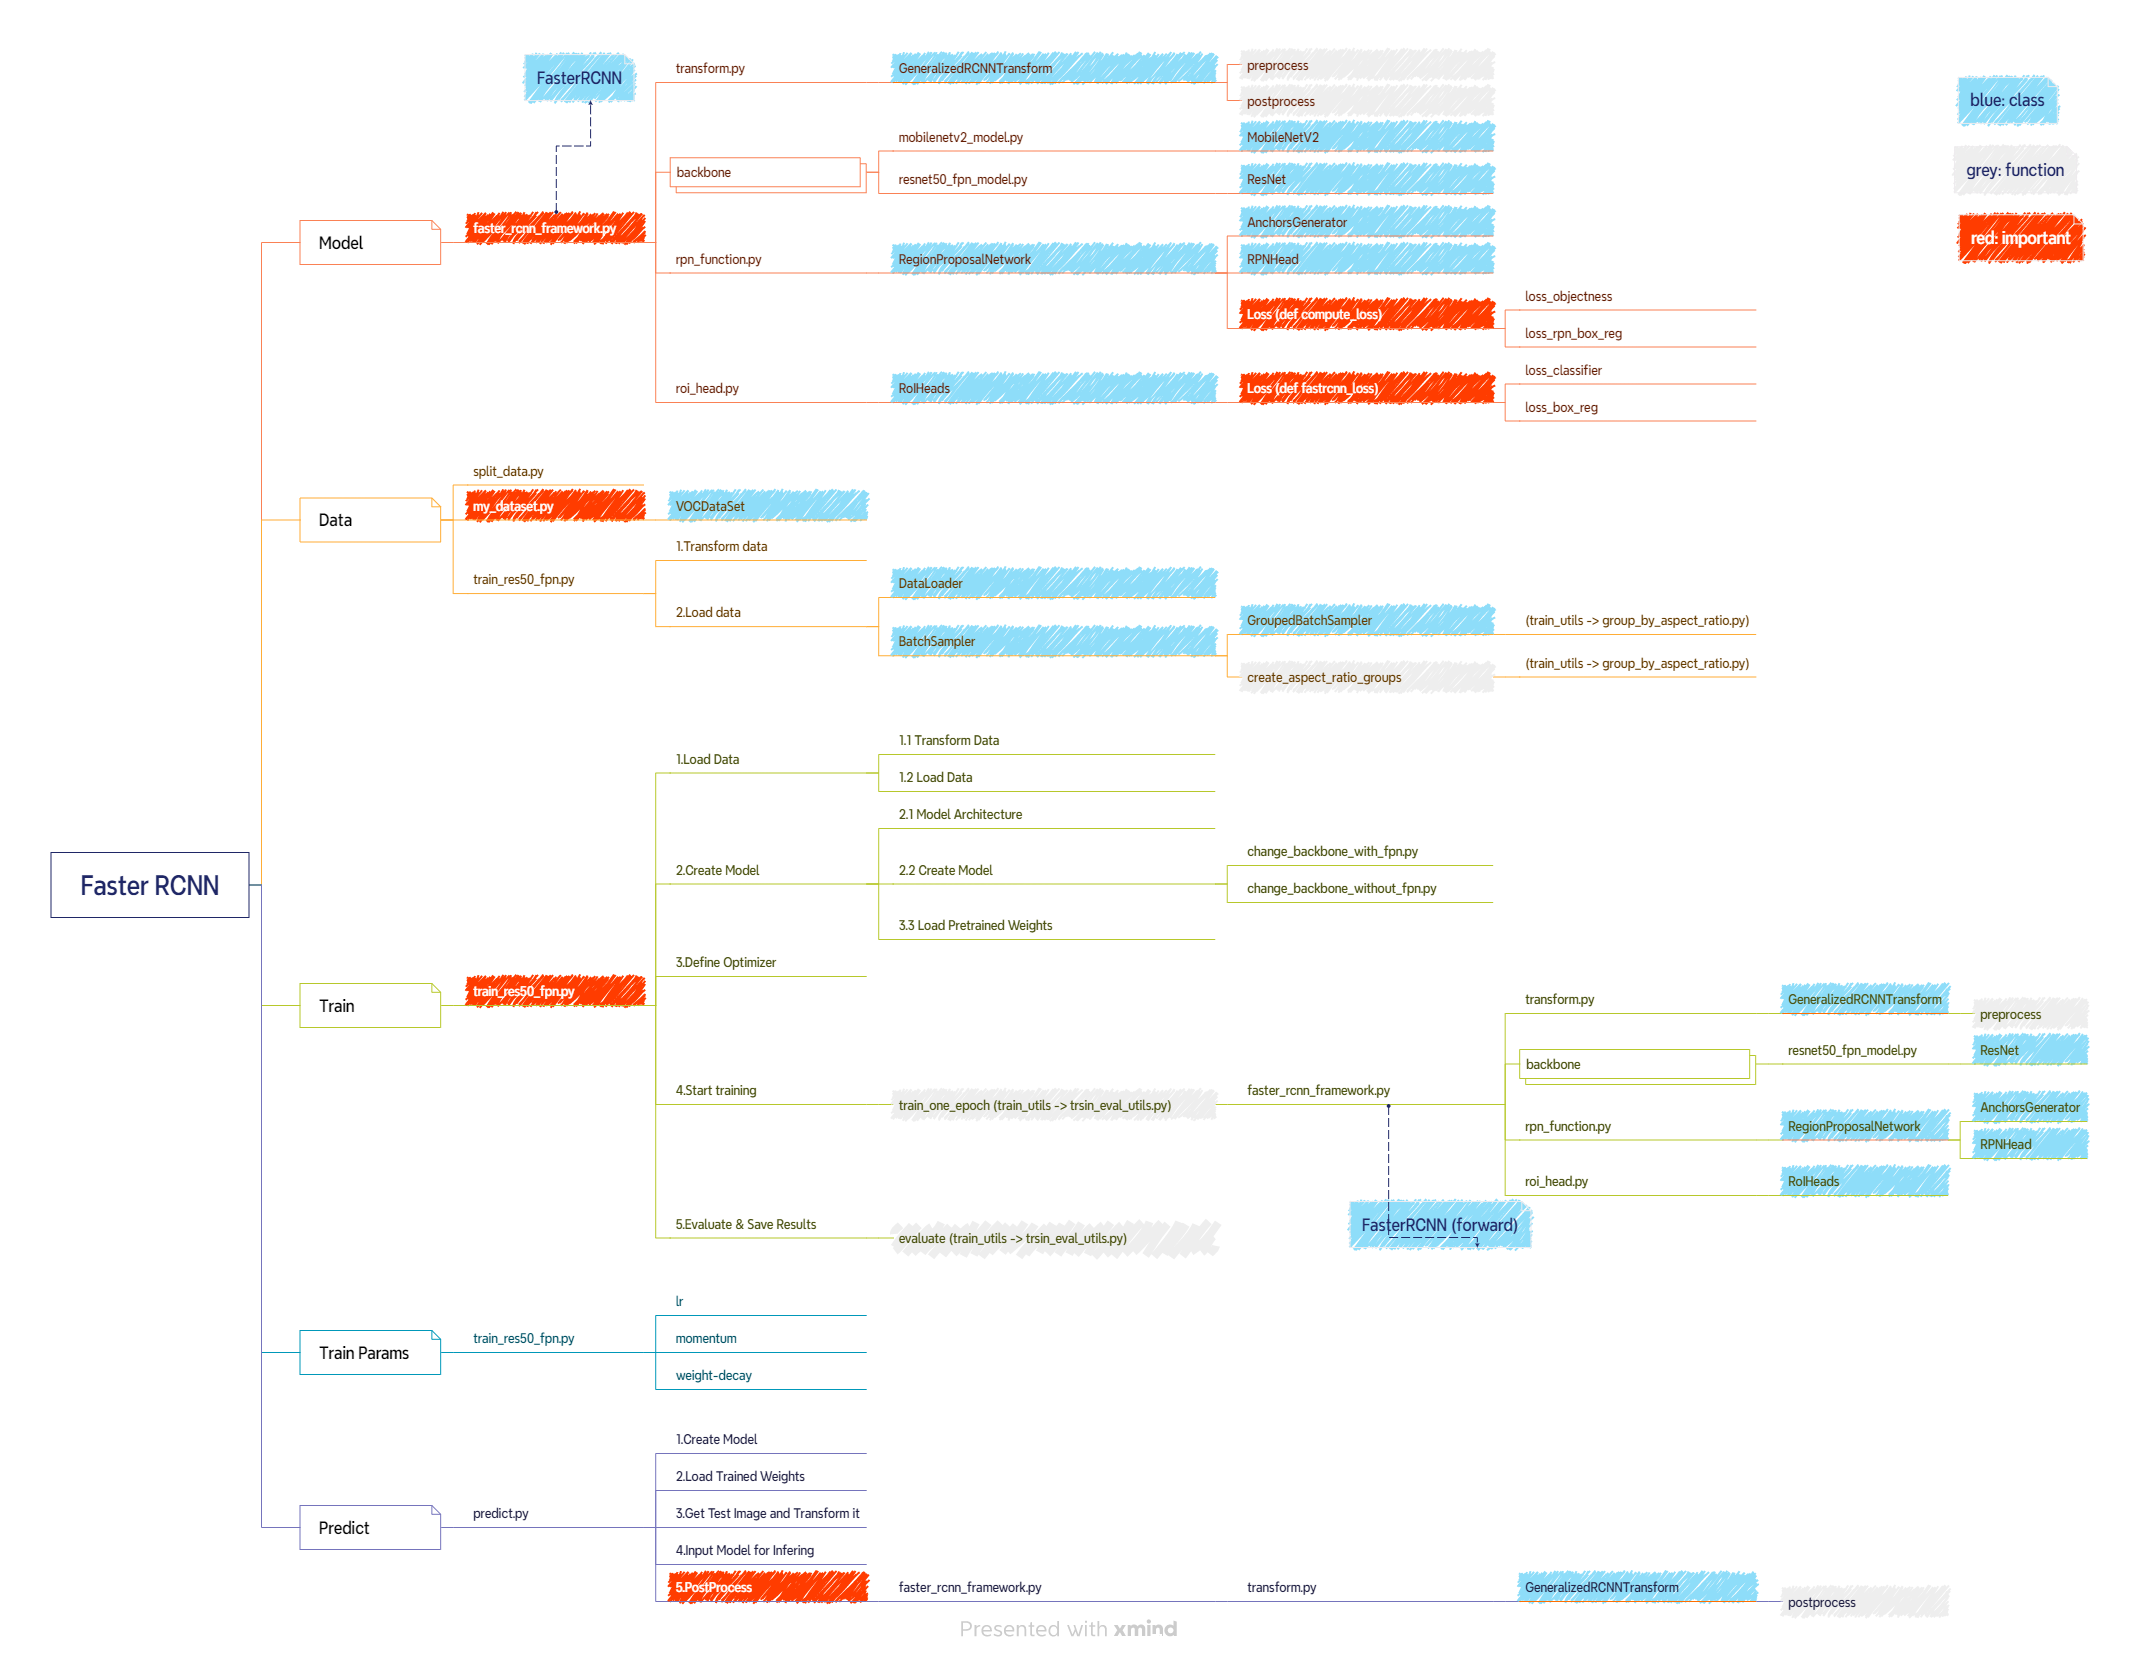 FasterRCNN
transform.py
GeneralizedRCNNTransform
preprocess
postprocess
blue: class
mobilenetv2_model.py
MobileNetV2
backbone
resnet50_fpn_model.py
ResNet
grey: function
Model
faster_rcnn_framework.py
AnchorsGenerator
red: important
rpn_function.py
RegionProposalNetwork
RPNHead
Loss (def compute_loss)
loss_objectness
loss_rpn_box_reg
roi_head.py
RoIHeads
Loss (def fastrcnn_loss)
loss_classifier
loss_box_reg
Data
split_data.py
my_dataset.py
VOCDataSet
train_res50_fpn.py
1.Transform data
2.Load data
DataLoader
BatchSampler
GroupedBatchSampler
(train_utils -> group_by_aspect_ratio.py)
create_aspect_ratio_groups
(train_utils -> group_by_aspect_ratio.py)
Faster RCNN
Train
train_res50_fpn.py
1.Load Data
1.1 Transform Data
1.2 Load Data
2.Create Model
2.1 Model Architecture
2.2 Create Model
change_backbone_with_fpn.py
change_backbone_without_fpn.py
3.3 Load Pretrained Weights
3.Define Optimizer
4.Start training
train_one_epoch (train_utils -> trsin_eval_utils.py)
faster_rcnn_framework.py
transform.py
GeneralizedRCNNTransform
preprocess
backbone
resnet50_fpn_model.py
ResNet
rpn_function.py
RegionProposalNetwork
AnchorsGenerator
RPNHead
roi_head.py
RoIHeads
FasterRCNN (forward)
5.Evaluate & Save Results
evaluate (train_utils -> trsin_eval_utils.py)
Train Params
train_res50_fpn.py
lr
momentum
weight-decay
Predict
predict.py
1.Create Model
2.Load Trained Weights
3.Get Test Image and Transform it
4.Input Model for Infering
5.PostProcess
faster_rcnn_framework.py
transform.py
GeneralizedRCNNTransform
postprocess
Presented with xmind